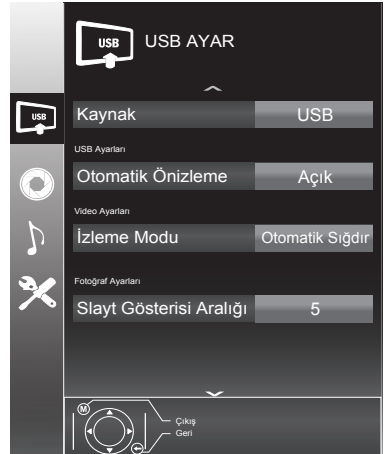 USB USB AYAR
USB
Kaynak USB
USB Ayarları
Otomatik Önizleme Açık
Video Ayarları
İzleme Modu Otomatik Sığdır
Fotoğraf Ayarları
Slayt Gösterisi Aralığı 5
M
Çıkış
Geri